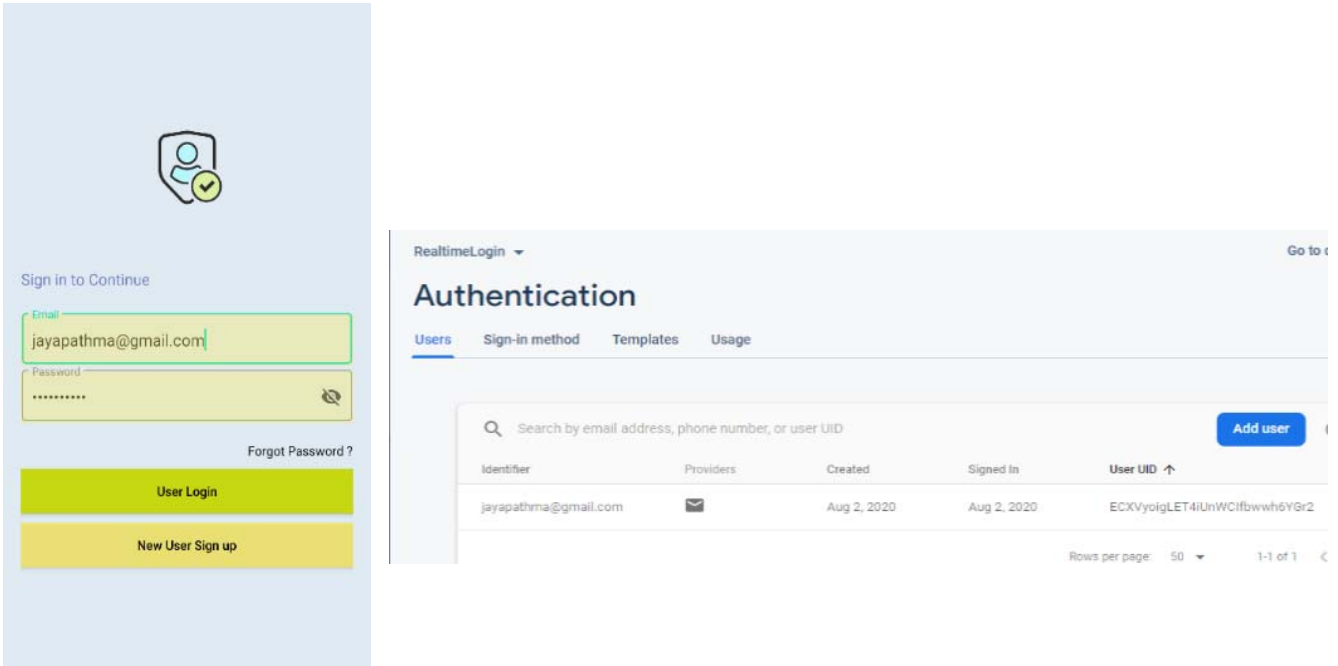 Sign in to Continue
Email
jayapathma@gmail.com
Password
••••••••••
Forgot Password ?
User Login
New User Sign up
RealtimeLogin
Go to
Authentication
Users Sign-in method Templates Usage
Search by email address, phone number, or user UID
Add user
Identifier Providers Created Signed In User UID
jayapathma@gmail.com Aug 2, 2020 Aug 2, 2020 ECXVyoigLET4iUnWCIfbwwh6YGr2
Rows per page: 50 1-1 of 1